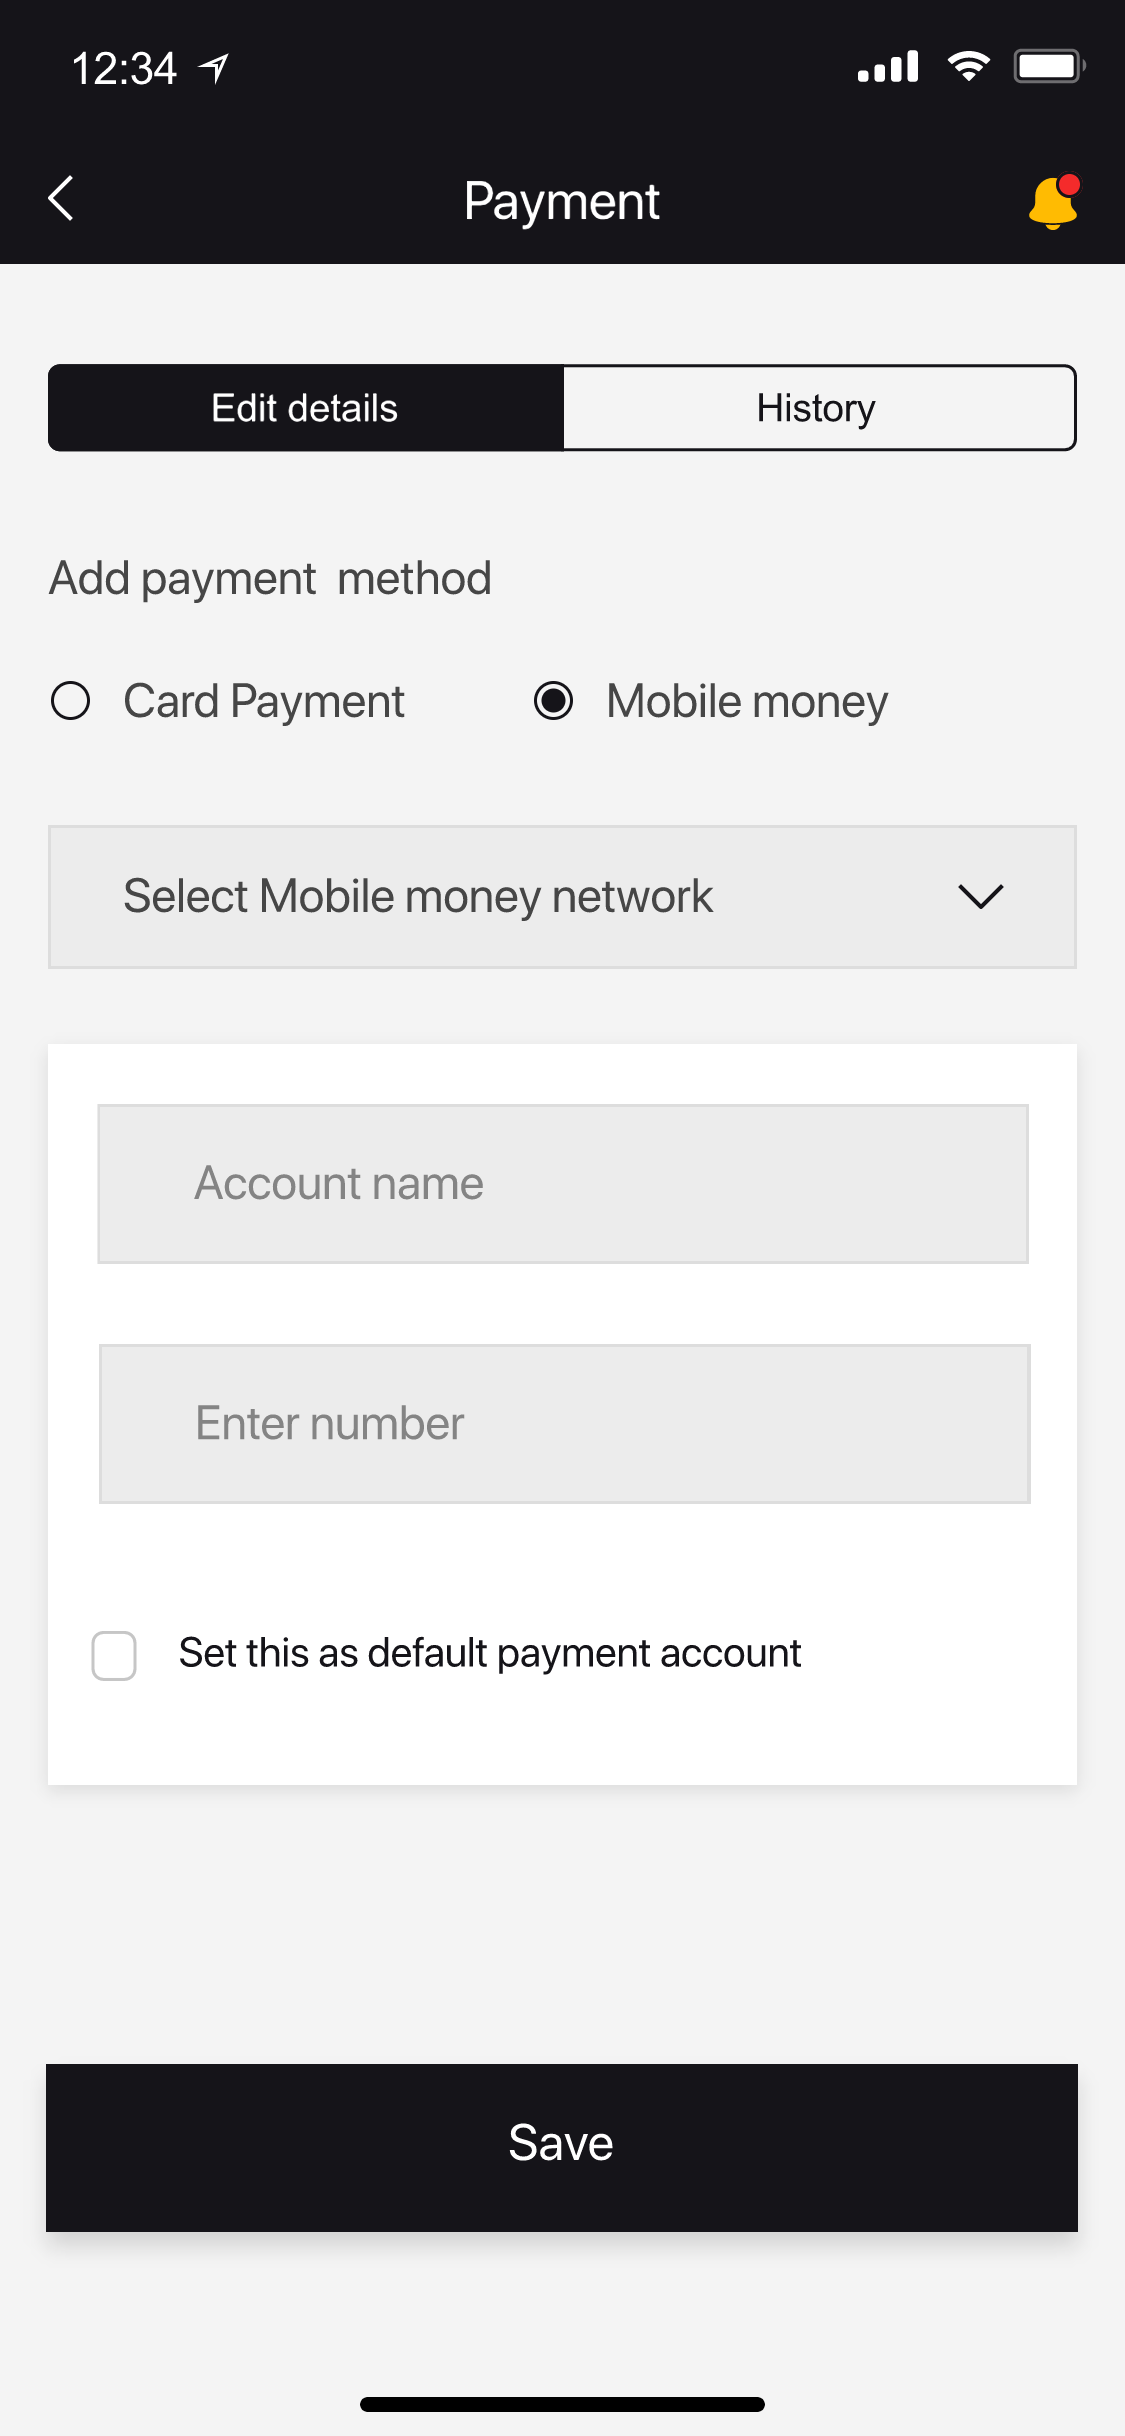 12:34
Payment
Edit details
History
Add payment  method
Card Payment
Mobile money
Select Mobile money network
Account name
Enter number
Set this as default payment account
Save